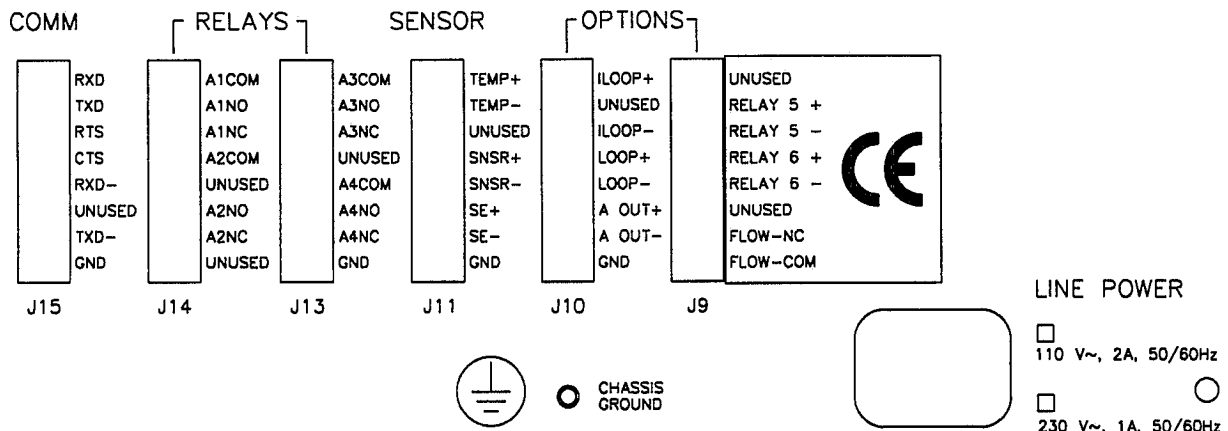 COMM
RELAYS
SENSOR
OPTIONS
RXD
TXD
RTS
CTS
RXD-
UNUSED
TXD-
GND
J15
A1COM
A1NO
A1NC
A2COM
UNUSED
A2NO
A2NC
UNUSED
J14
A3COM
A3NO
A3NC
UNUSED
A4COM
A4NO
A4NC
GND
J13
TEMP+
TEMP-
UNUSED
SNSR+
SNSR-
SE+
SE-
GND
J11
ILOOP+
UNUSED
ILOOP-
LOOP+
LOOP-
A OUT+
A OUT-
GND
J10
UNUSED
RELAY 5 +
RELAY 5 -
RELAY 6 +
RELAY 6 -
UNUSED
FLOW-NC
FLOW-COM
J9
CE
CHASSIS
GROUND
LINE POWER
110 V~, 2A, 50/60Hz
230 V~, 1A, 50/60Hz